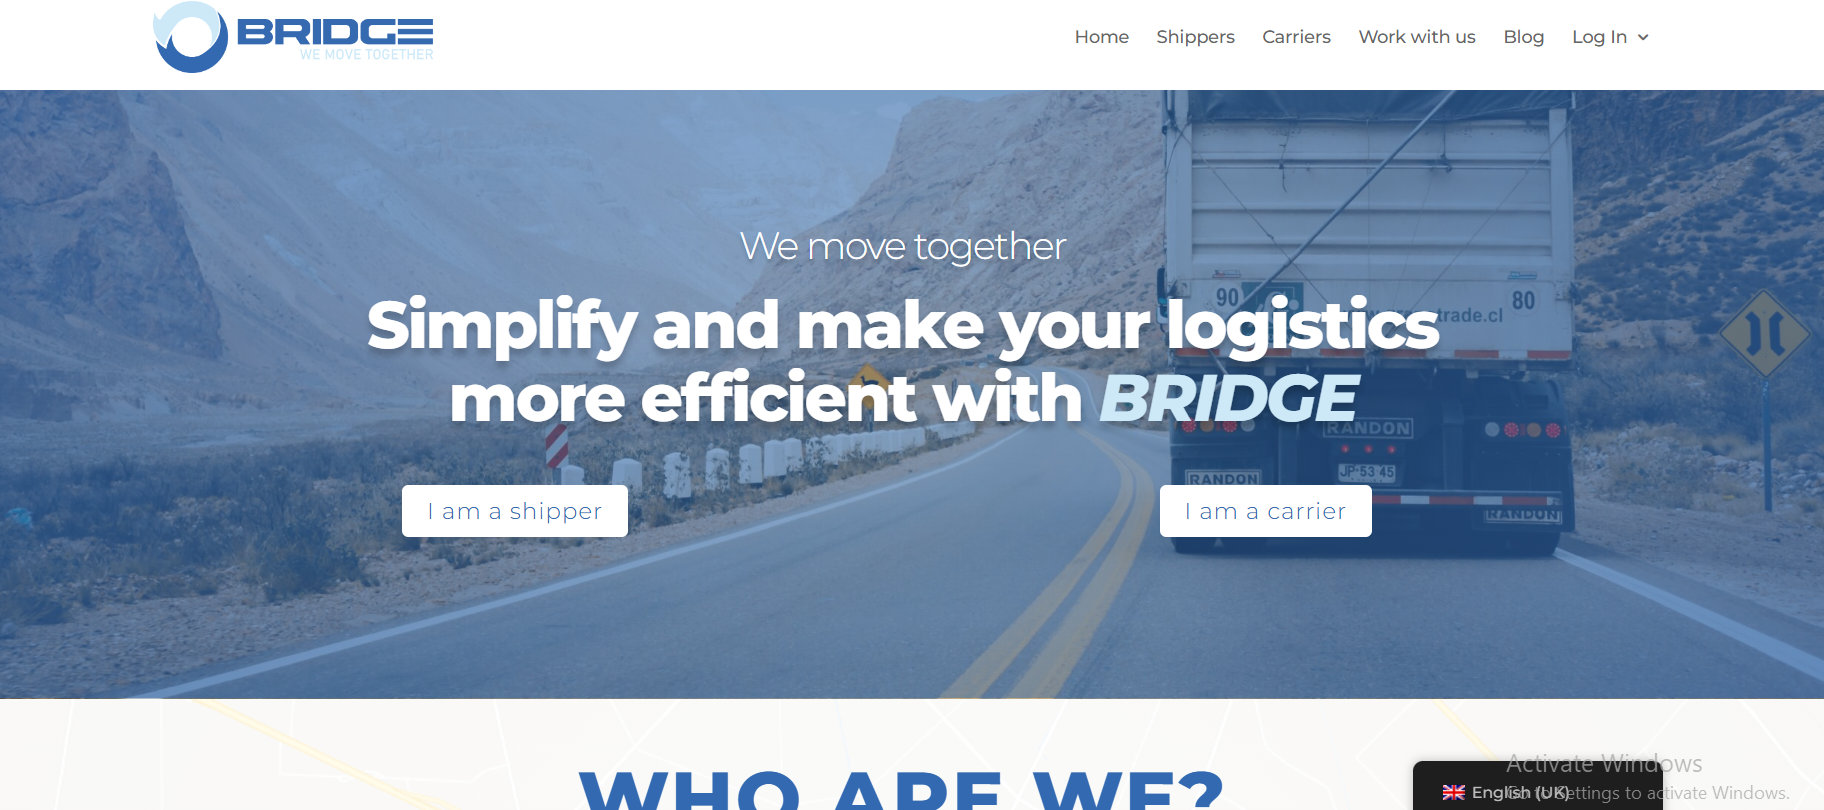 BRIDGE
WE MOVE TOGETHER
Home Shippers Carriers Work with us Blog Log In
We move together
Simplify and make your logistics
more efficient with BRIDGE
90
80
trade.cl
RANDON
JP 53 45
RANDON
RANDON
I am a shipper
I am a carrier
WHO ARE WE?
Activate Windows
English (UK)
Go to Settings to activate Windows.